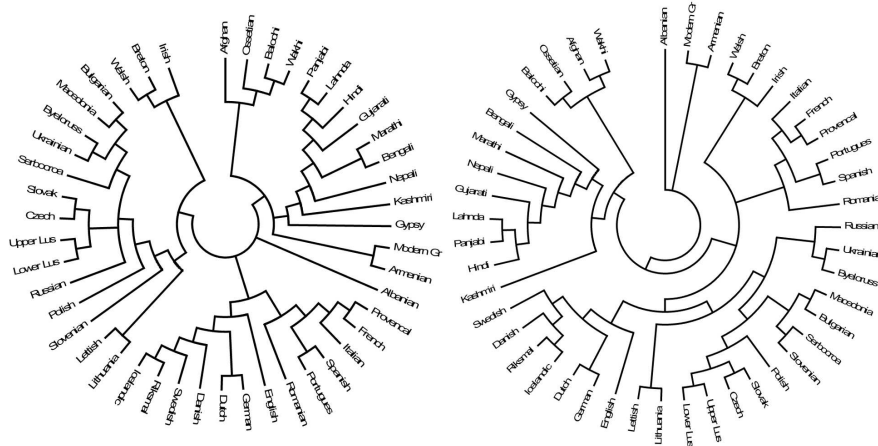 Afghan
Ossetian
Balochi
Wakhi
Panjabi
Lahnda
Hindi
Gujarati
Marathi
Bengali
Nepali
Kashmiri
Gypsy
Modern Gr
Armenian
Albanian
Provencal
French
Italian
Spanish
Portugues
Romanian
English
German
Dutch
Danish
Swedish
Riksmal
Icelandic
Lithuania
Lettish
Slovenian
Polish
Russian
Lower Lus
Upper Lus
Czech
Slovak
Serbocroa
Ukrainian
Byeloruss
Macedonia
Bulgarian
Welsh
Breton
Irish
Albanian
Modern Gr
Armenian
Welsh
Breton
Irish
Italian
French
Provencal
Portugues
Spanish
Romania
Russian
Ukrainian
Byeloruss
Macedonia
Bulgarian
Serbocroa
Slovenian
Polish
Slovak
Czech
Upper Lus
Lower Lus
Lithuania
Lettish
English
German
Dutch
Icelandic
Riksmal
Danish
Swedish
Kashmiri
Hindi
Panjabi
Lahnda
Gujarati
Nepali
Marathi
Bengali
Gypsy
Balochi
Ossetian
Afghan
Wakhi